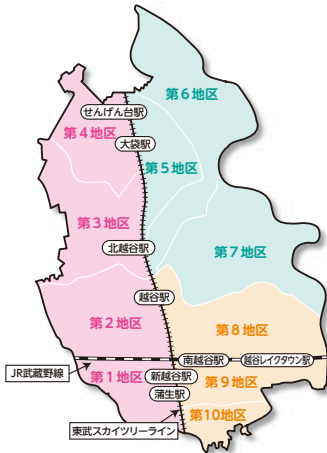 第6地区
せんげん台駅
第4地区
大袋駅
第5地区
第3地区
北越谷駅
第7地区
越谷駅
第2地区
第8地区
南越谷駅
越谷レイクタウン駅
JR武蔵野線
第1地区
新越谷駅
第9地区
蒲生駅
第10地区
東武スカイツリーライン